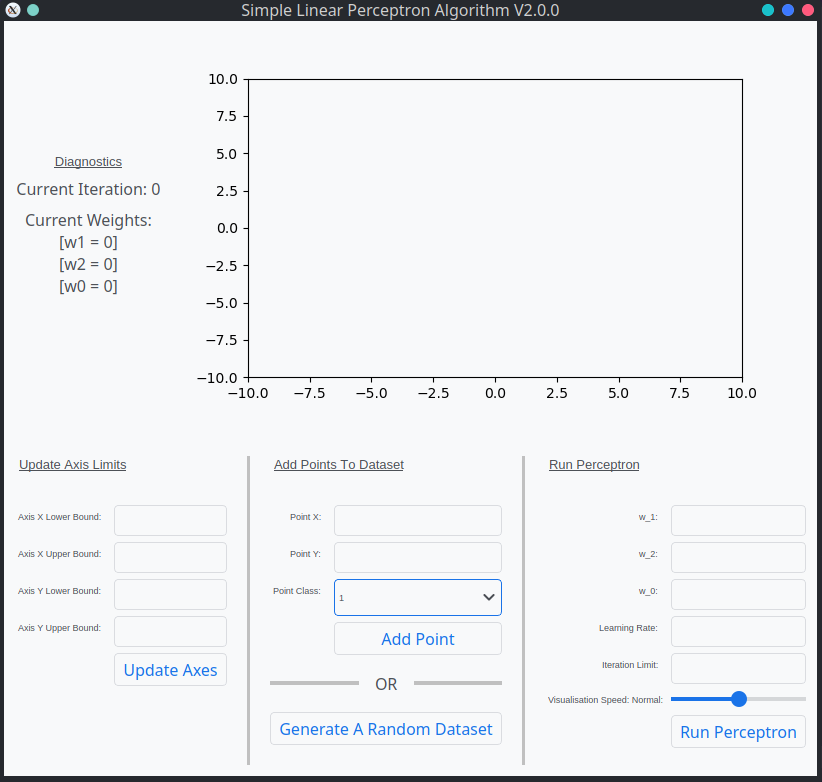 Simple Linear Perceptron Algorithm V2.0.0
10.0
7.5
5.0
2.5
0.0
−2.5
−5.0
−7.5
−10.0
−10.0 −7.5 −5.0 −2.5 0.0 2.5 5.0 7.5 10.0
Diagnostics
Current Iteration: 0
Current Weights:
[w1 = 0]
[w2 = 0]
[w0 = 0]
Update Axis Limits
Axis X Lower Bound:
Axis X Upper Bound:
Axis Y Lower Bound:
Axis Y Upper Bound:
Update Axes
Add Points To Dataset
Point X:
Point Y:
Point Class: 1
Add Point
OR
Generate A Random Dataset
Run Perceptron
w_1:
w_2:
w_0:
Learning Rate:
Iteration Limit:
Visualisation Speed: Normal:
Run Perceptron